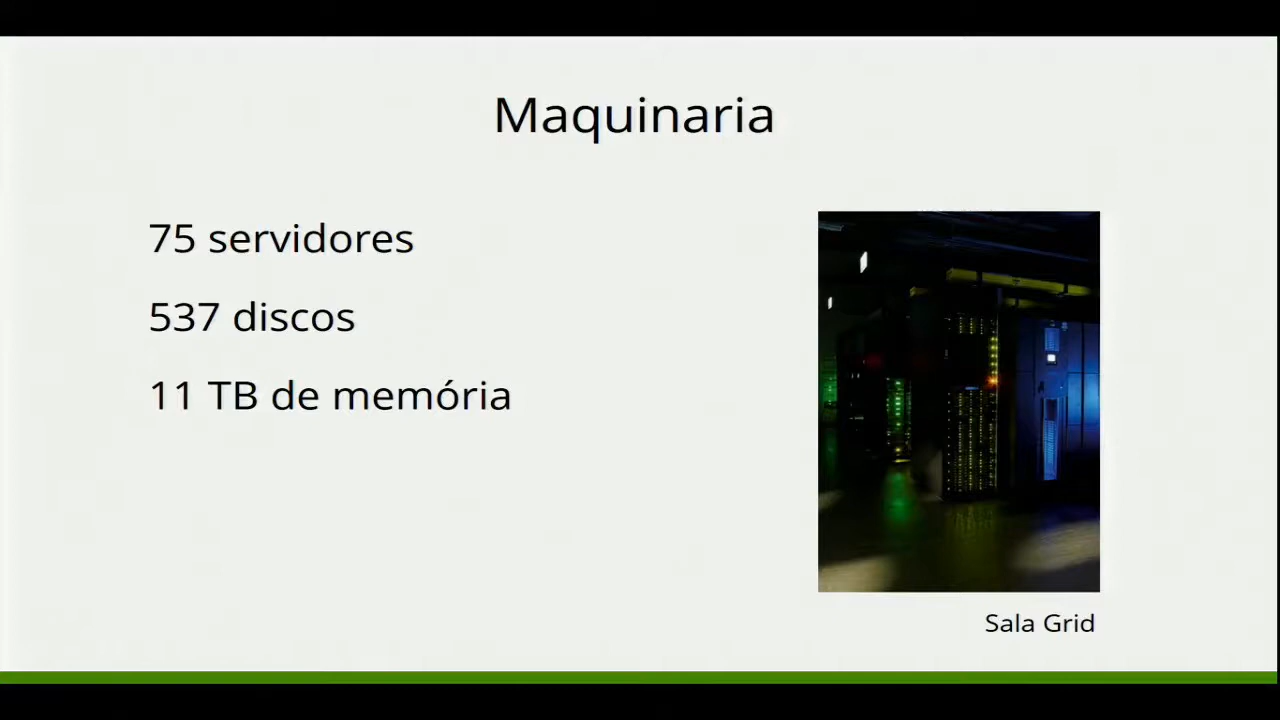 Maquinaria
75 servidores
537 discos
11 TB de memória
Sala Grid